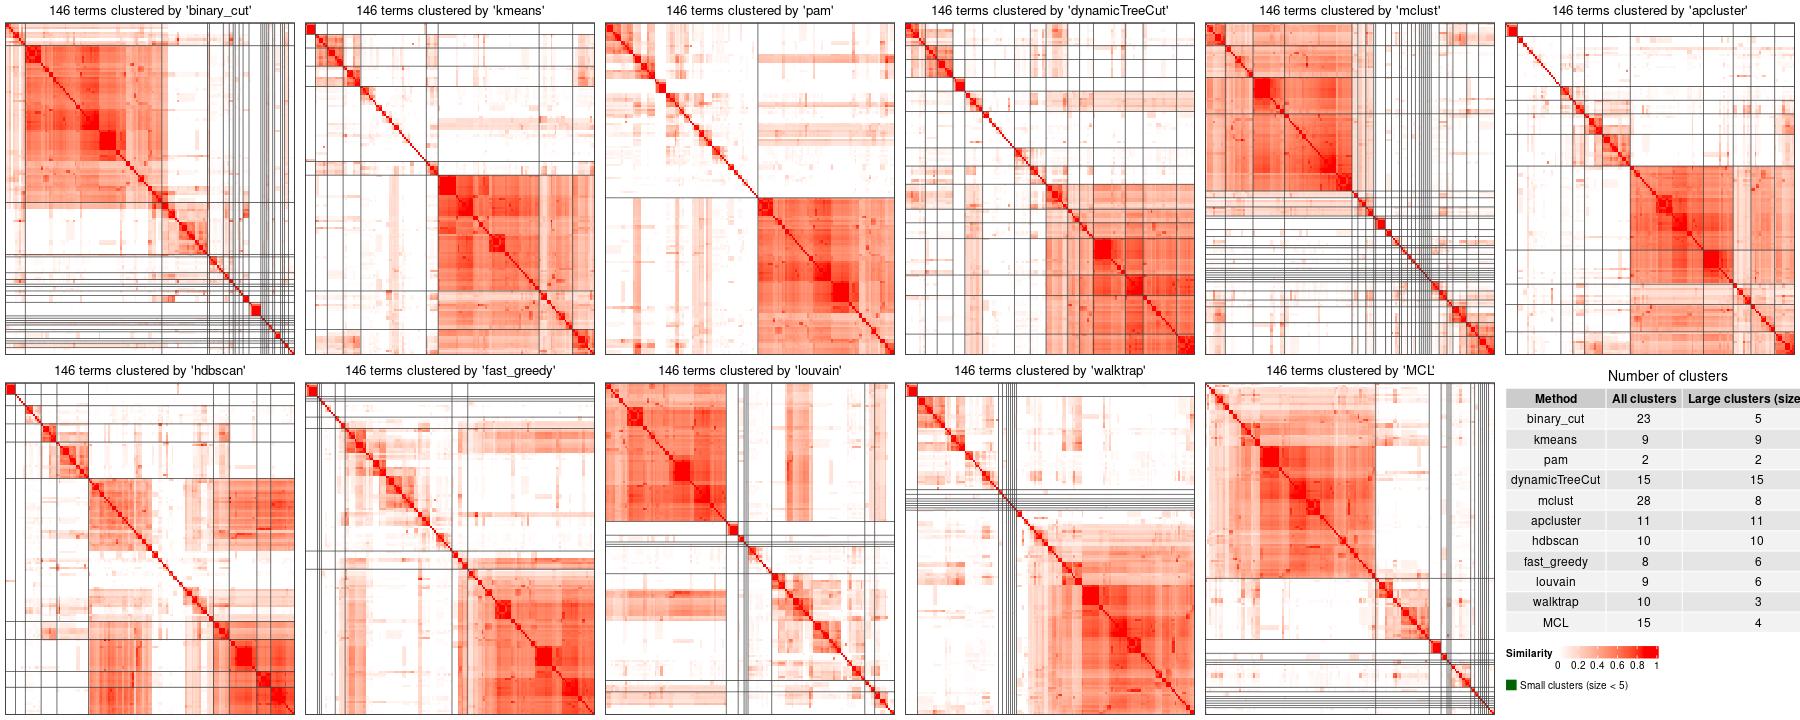 146 terms clustered by 'binary_cut'
146 terms clustered by 'kmeans'
146 terms clustered by 'pam'
146 terms clustered by 'dynamicTreeCut'
146 terms clustered by 'mclust'
146 terms clustered by 'apcluster'
146 terms clustered by 'hdbscan'
146 terms clustered by 'fast_greedy'
146 terms clustered by 'louvain'
146 terms clustered by 'walktrap'
146 terms clustered by 'MCL'
Number of clusters
Method All clusters Large clusters (size
binary_cut 23 5
kmeans 9 9
pam 2 2
dynamicTreeCut 15 15
mclust 28 8
apcluster 11 11
hdbscan 10 10
fast_greedy 8 6
louvain 9 6
walktrap 10 3
MCL 15 4
Similarity
0 0.2 0.4 0.6 0.8 1
Small clusters (size < 5)